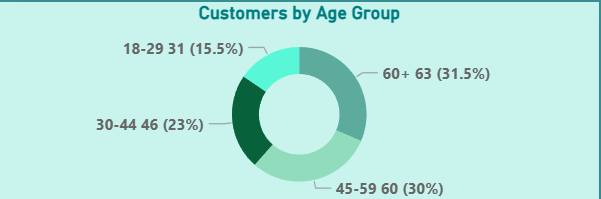 Customers by Age Group
18-29 31 (15.5%)
60+ 63 (31.5%)
30-44 46 (23%)
45-59 60 (30%)